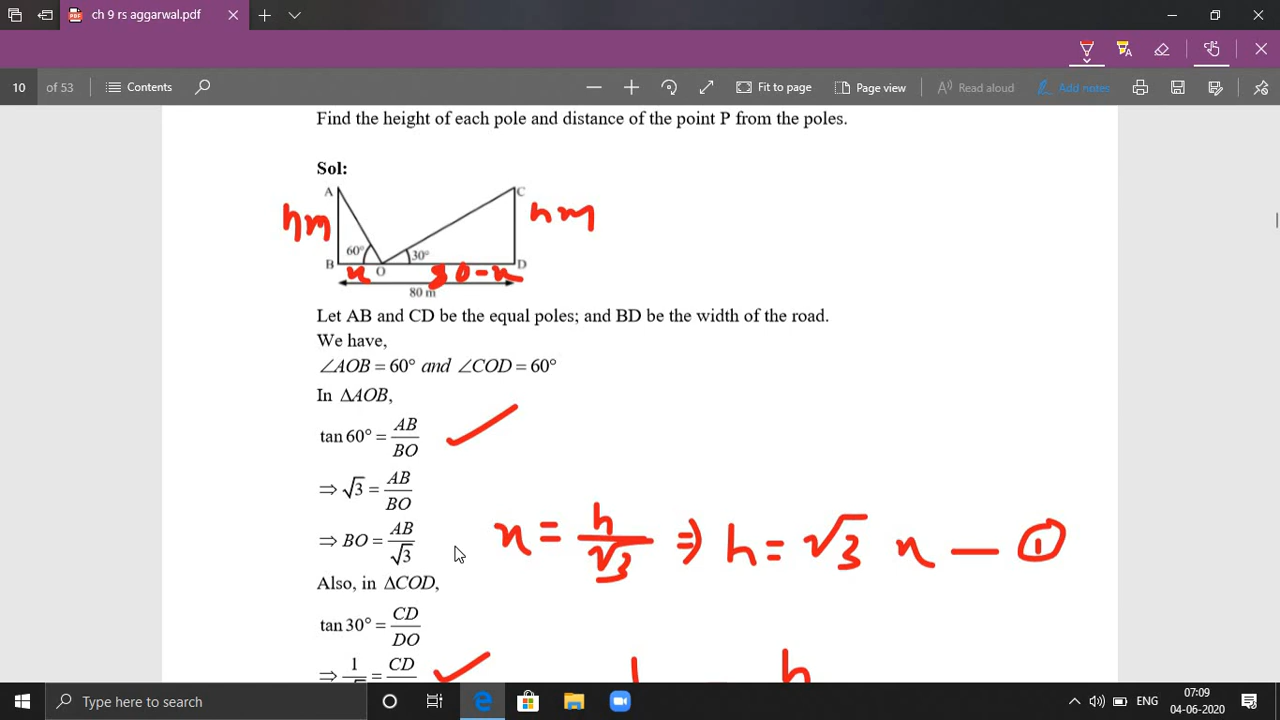 ch 9 rs aggarwal.pdf
10 of 53 Contents Fit to page Page view Read aloud Add notes
Find the height of each pole and distance of the point P from the poles.
Sol:
A C
hm hm
60° 30°
B x O 80-x D
80 m
Let AB and CD be the equal poles; and BD be the width of the road.
We have,
∠AOB = 60° and ∠COD = 60°
In ΔAOB,
tan 60° = AB/BO
⇒ √3 = AB/BO
⇒ BO = AB/√3
x = h/√3 ⇒ h = √3 x — ①
Also, in ΔCOD,
tan 30° = CD/DO
⇒ 1 = CD
h
Type here to search
ENG
07:09
04-06-2020